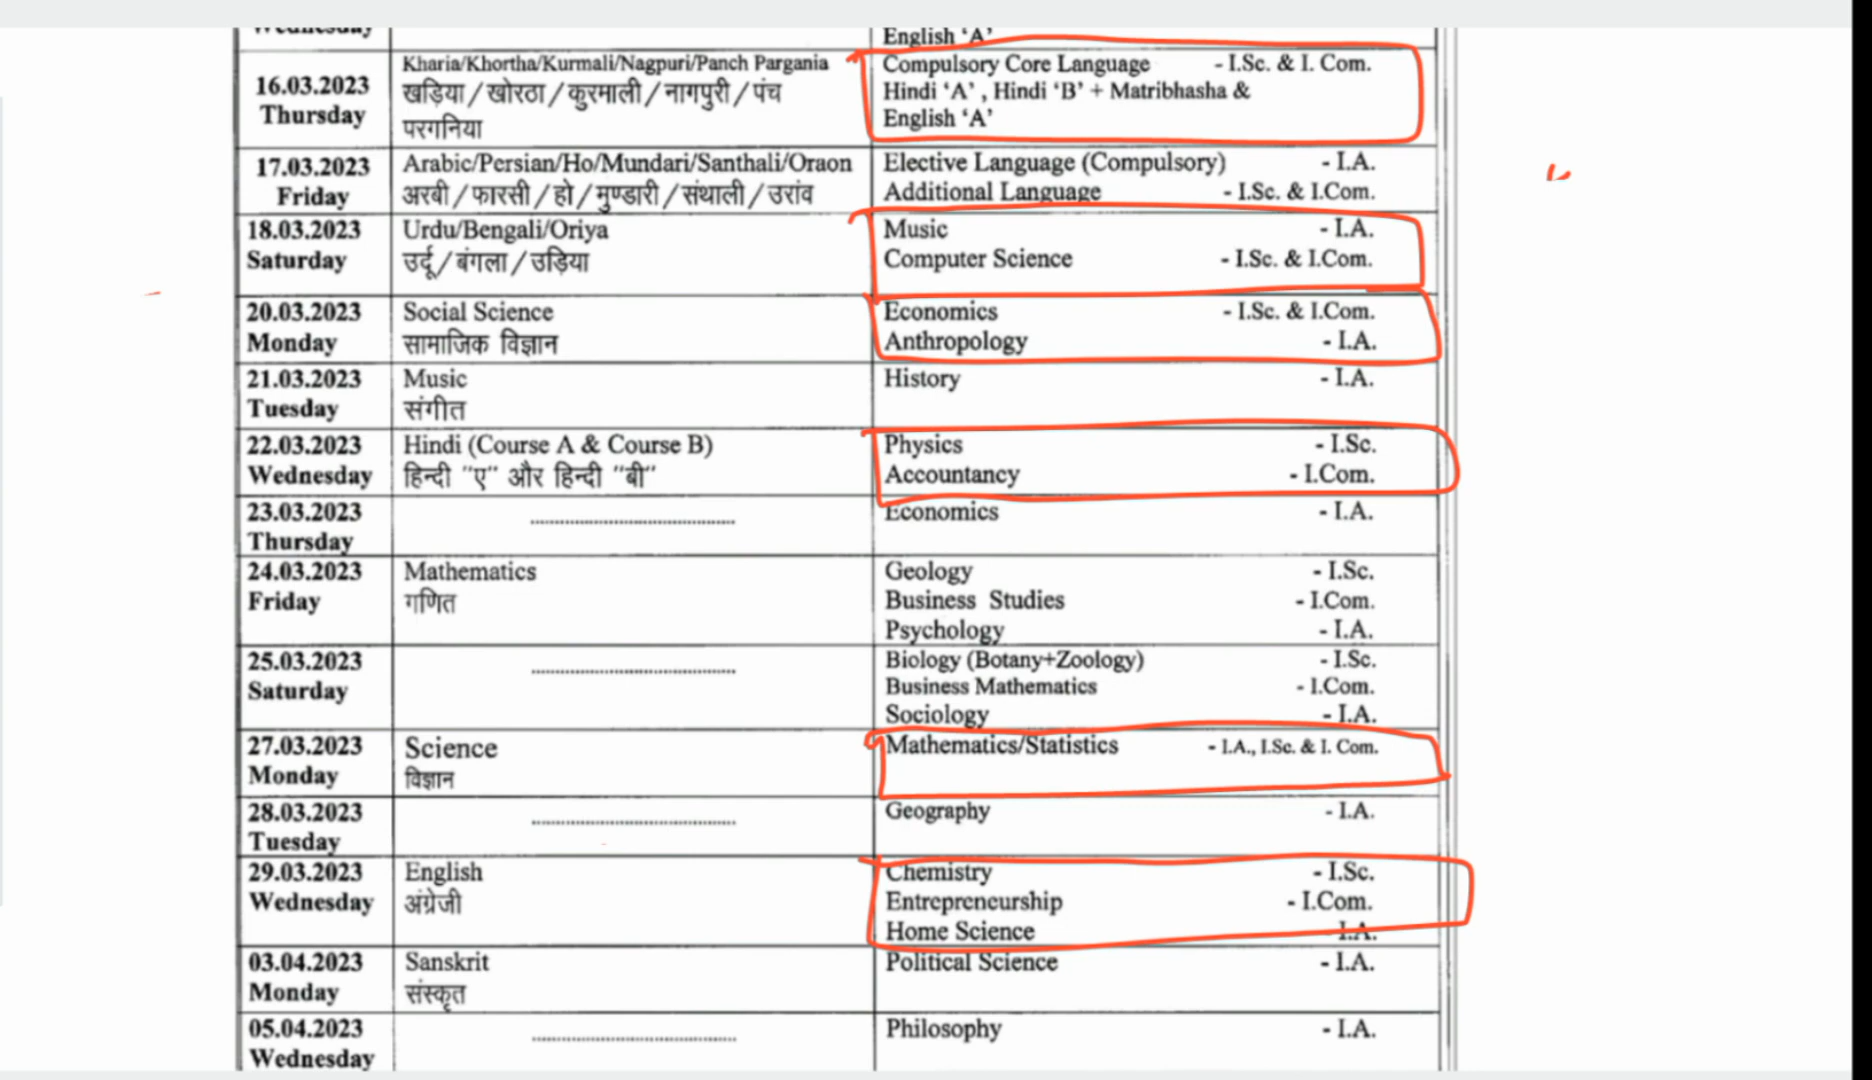 Wednesday
English ‘A’
16.03.2023
Thursday
Kharia/Khortha/Kurmali/Nagpuri/Panch Pargania
खड़िया / खोरठा / कुरमाली / नागपुरी / पंच
परगनिया
Compulsory Core Language - I.Sc. & I. Com.
Hindi ‘A’ , Hindi ‘B’ + Matribhasha &
English ‘A’
17.03.2023
Friday
Arabic/Persian/Ho/Mundari/Santhali/Oraon
अरबी / फारसी / हो / मुण्डारी / संथाली / उरांव
Elective Language (Compulsory) - I.A.
Additional Language - I.Sc. & I.Com.
18.03.2023
Saturday
Urdu/Bengali/Oriya
उर्दू / बंगला / उड़िया
Music - I.A.
Computer Science - I.Sc. & I.Com.
20.03.2023
Monday
Social Science
सामाजिक विज्ञान
Economics - I.Sc. & I.Com.
Anthropology - I.A.
21.03.2023
Tuesday
Music
संगीत
History - I.A.
22.03.2023
Wednesday
Hindi (Course A & Course B)
हिन्दी "ए" और हिन्दी "बी"
Physics - I.Sc.
Accountancy - I.Com.
23.03.2023
Thursday
Economics - I.A.
24.03.2023
Friday
Mathematics
गणित
Geology - I.Sc.
Business Studies - I.Com.
Psychology - I.A.
25.03.2023
Saturday
Biology (Botany+Zoology) - I.Sc.
Business Mathematics - I.Com.
Sociology - I.A.
27.03.2023
Monday
Science
विज्ञान
Mathematics/Statistics - I.A., I.Sc. & I. Com.
28.03.2023
Tuesday
Geography - I.A.
29.03.2023
Wednesday
English
अंग्रेजी
Chemistry - I.Sc.
Entrepreneurship - I.Com.
Home Science - I.A.
03.04.2023
Monday
Sanskrit
संस्कृत
Political Science - I.A.
05.04.2023
Wednesday
Philosophy - I.A.